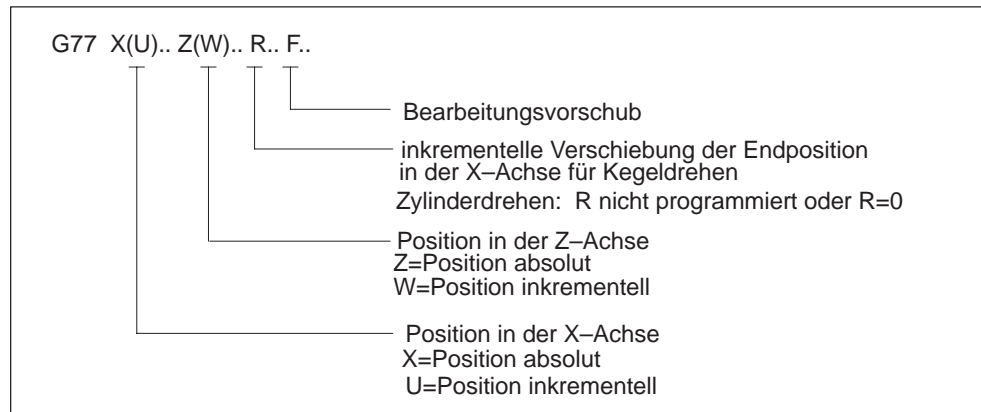 G77 X(U).. Z(W).. R.. F..
Bearbeitungsvorschub
inkrementelle Verschiebung der Endposition
in der X–Achse für Kegeldrehen
Zylinderdrehen: R nicht programmiert oder R=0
Position in der Z–Achse
Z=Position absolut
W=Position inkrementell
Position in der X–Achse
X=Position absolut
U=Position inkrementell